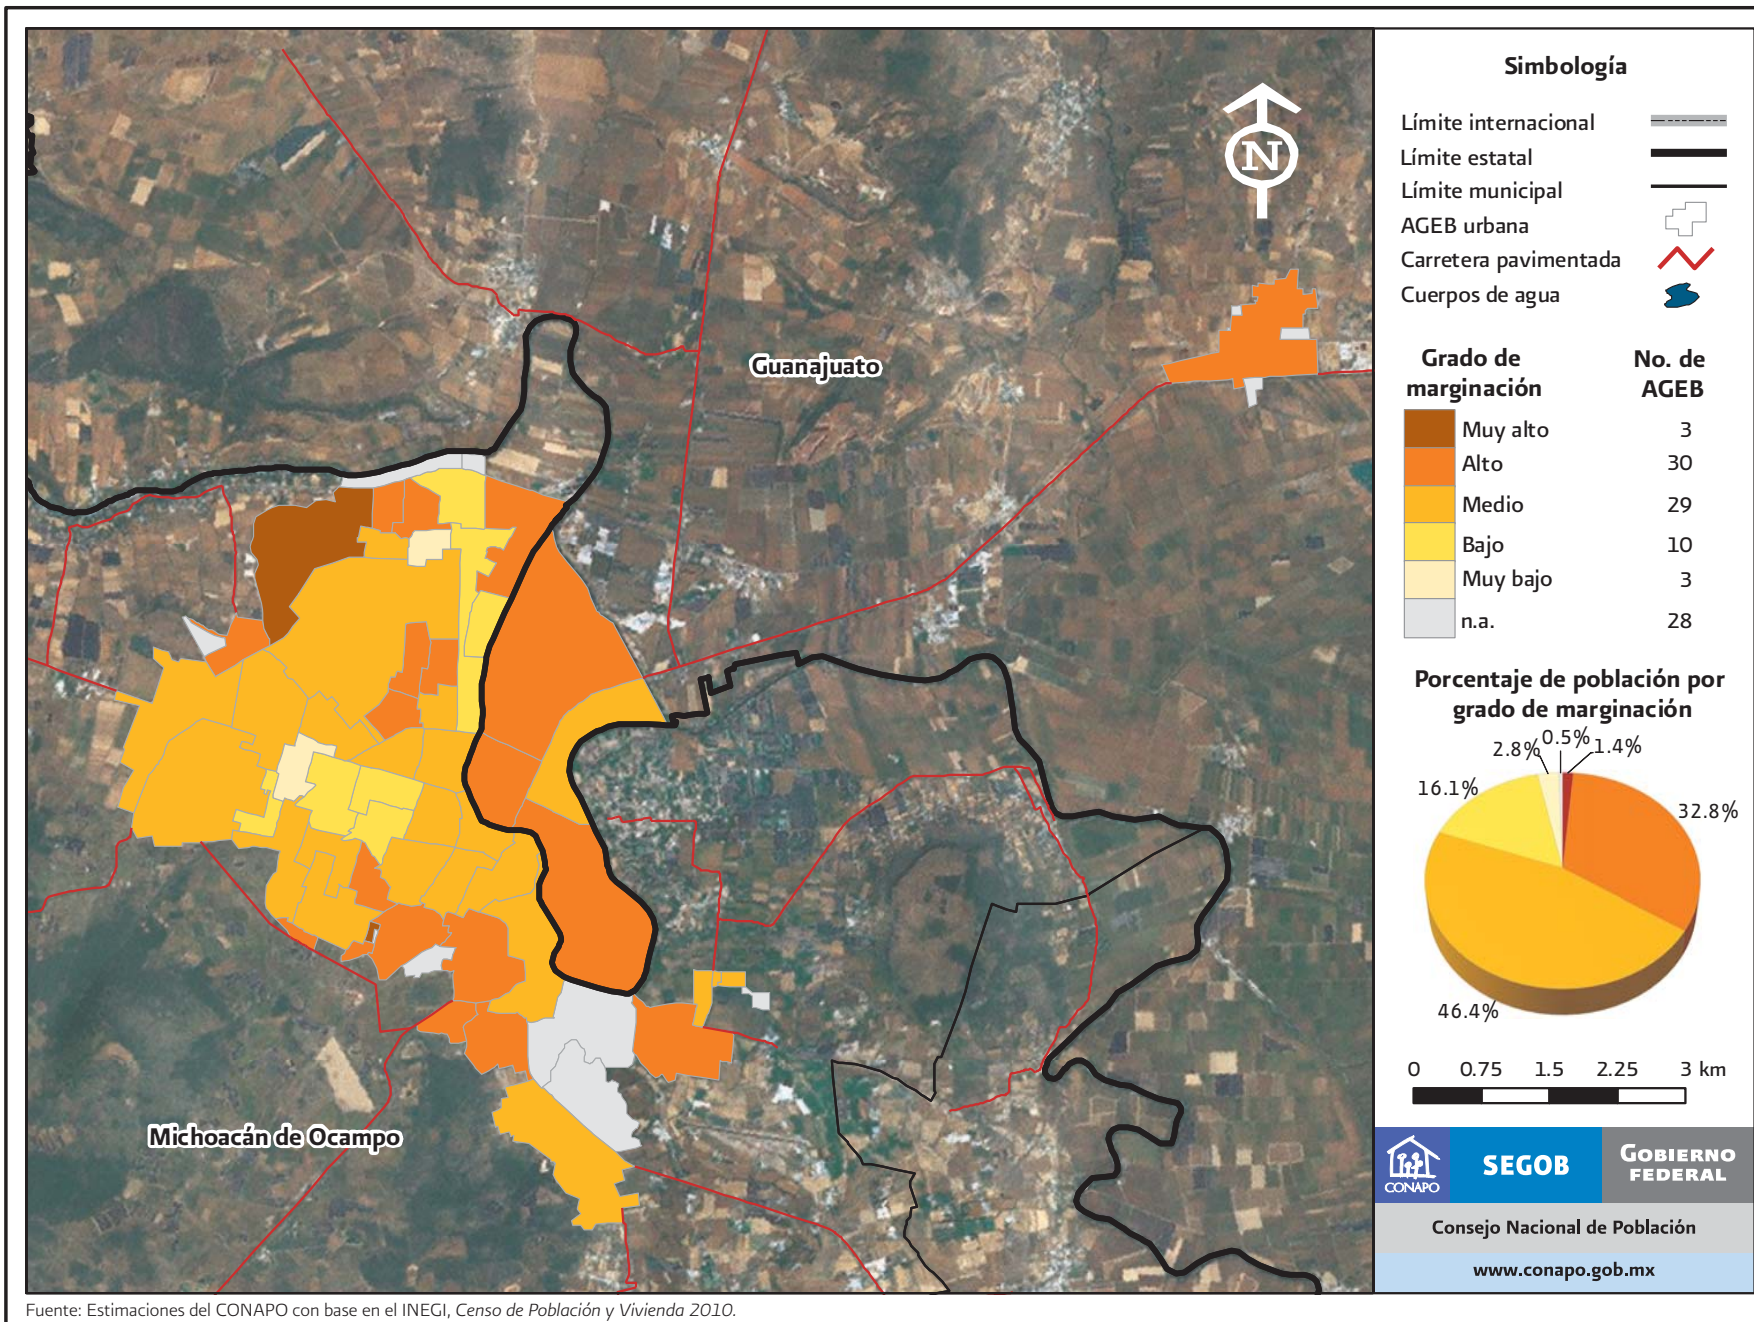 Guanajuato
Michoacán de Ocampo
N
Simbología
Límite internacional
Límite estatal
Límite municipal
AGEB urbana
Carretera pavimentada
Cuerpos de agua
Grado de marginación
No. de AGEB
Muy alto 3
Alto 30
Medio 29
Bajo 10
Muy bajo 3
n.a. 28
Porcentaje de población por
grado de marginación
2.8% 0.5% 1.4%
16.1%
32.8%
46.4%
0 0.75 1.5 2.25 3 km
CONAPO
SEGOB
GOBIERNO
FEDERAL
Consejo Nacional de Población
www.conapo.gob.mx
Fuente: Estimaciones del CONAPO con base en el INEGI, Censo de Población y Vivienda 2010.